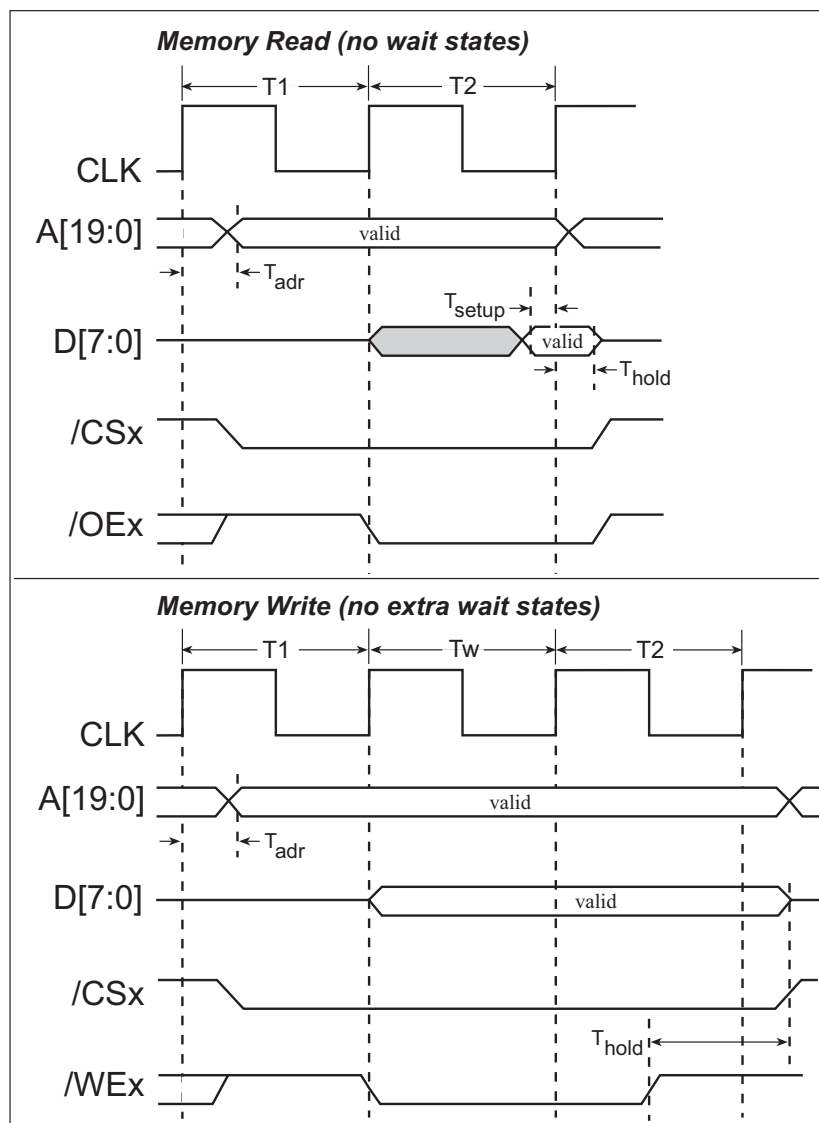 Memory Read (no wait states)
T1 T2
CLK
A[19:0] valid
Tadr
Tsetup
D[7:0] valid
Thold
/CSx
/OEx
Memory Write (no extra wait states)
T1 Tw T2
CLK
A[19:0] valid
Tadr
D[7:0] valid
/CSx
Thold
/WEx